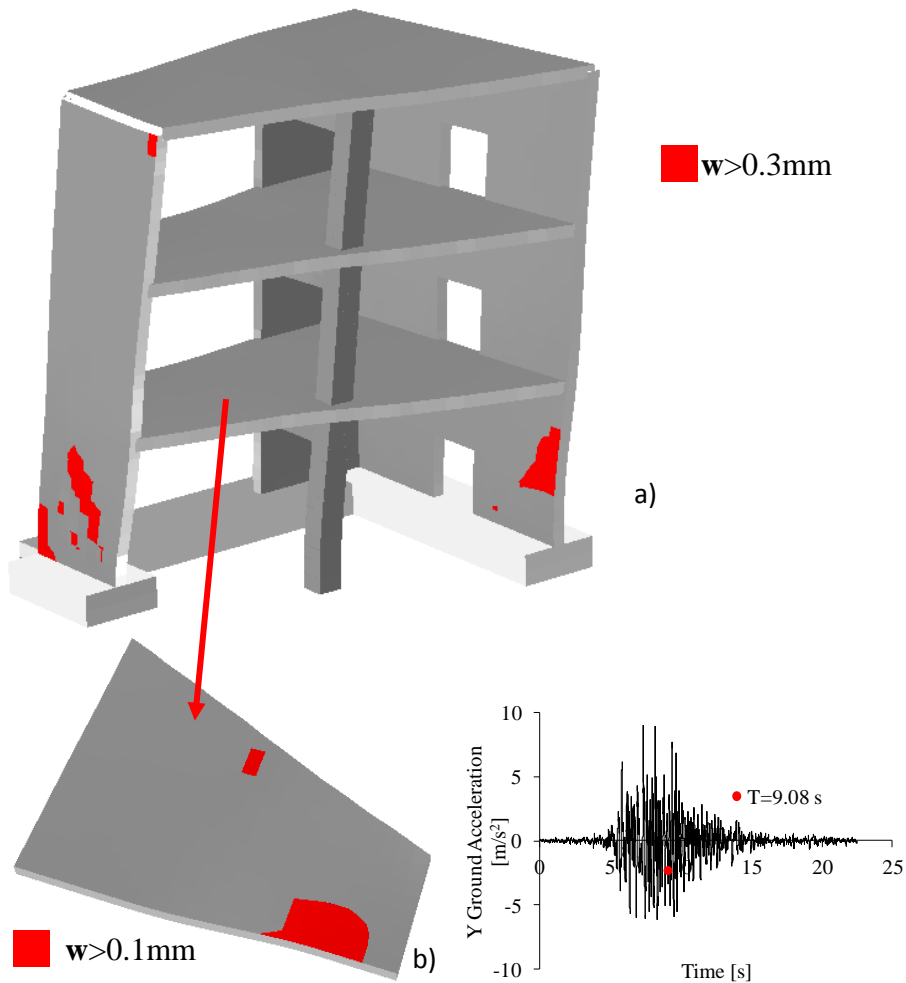 w>0.3mm
a)
w>0.1mm
b)
10
5
0
-5
-10
0
5
10
15
20
25
Y Ground Acceleration
[m/s²]
T=9.08 s
Time [s]